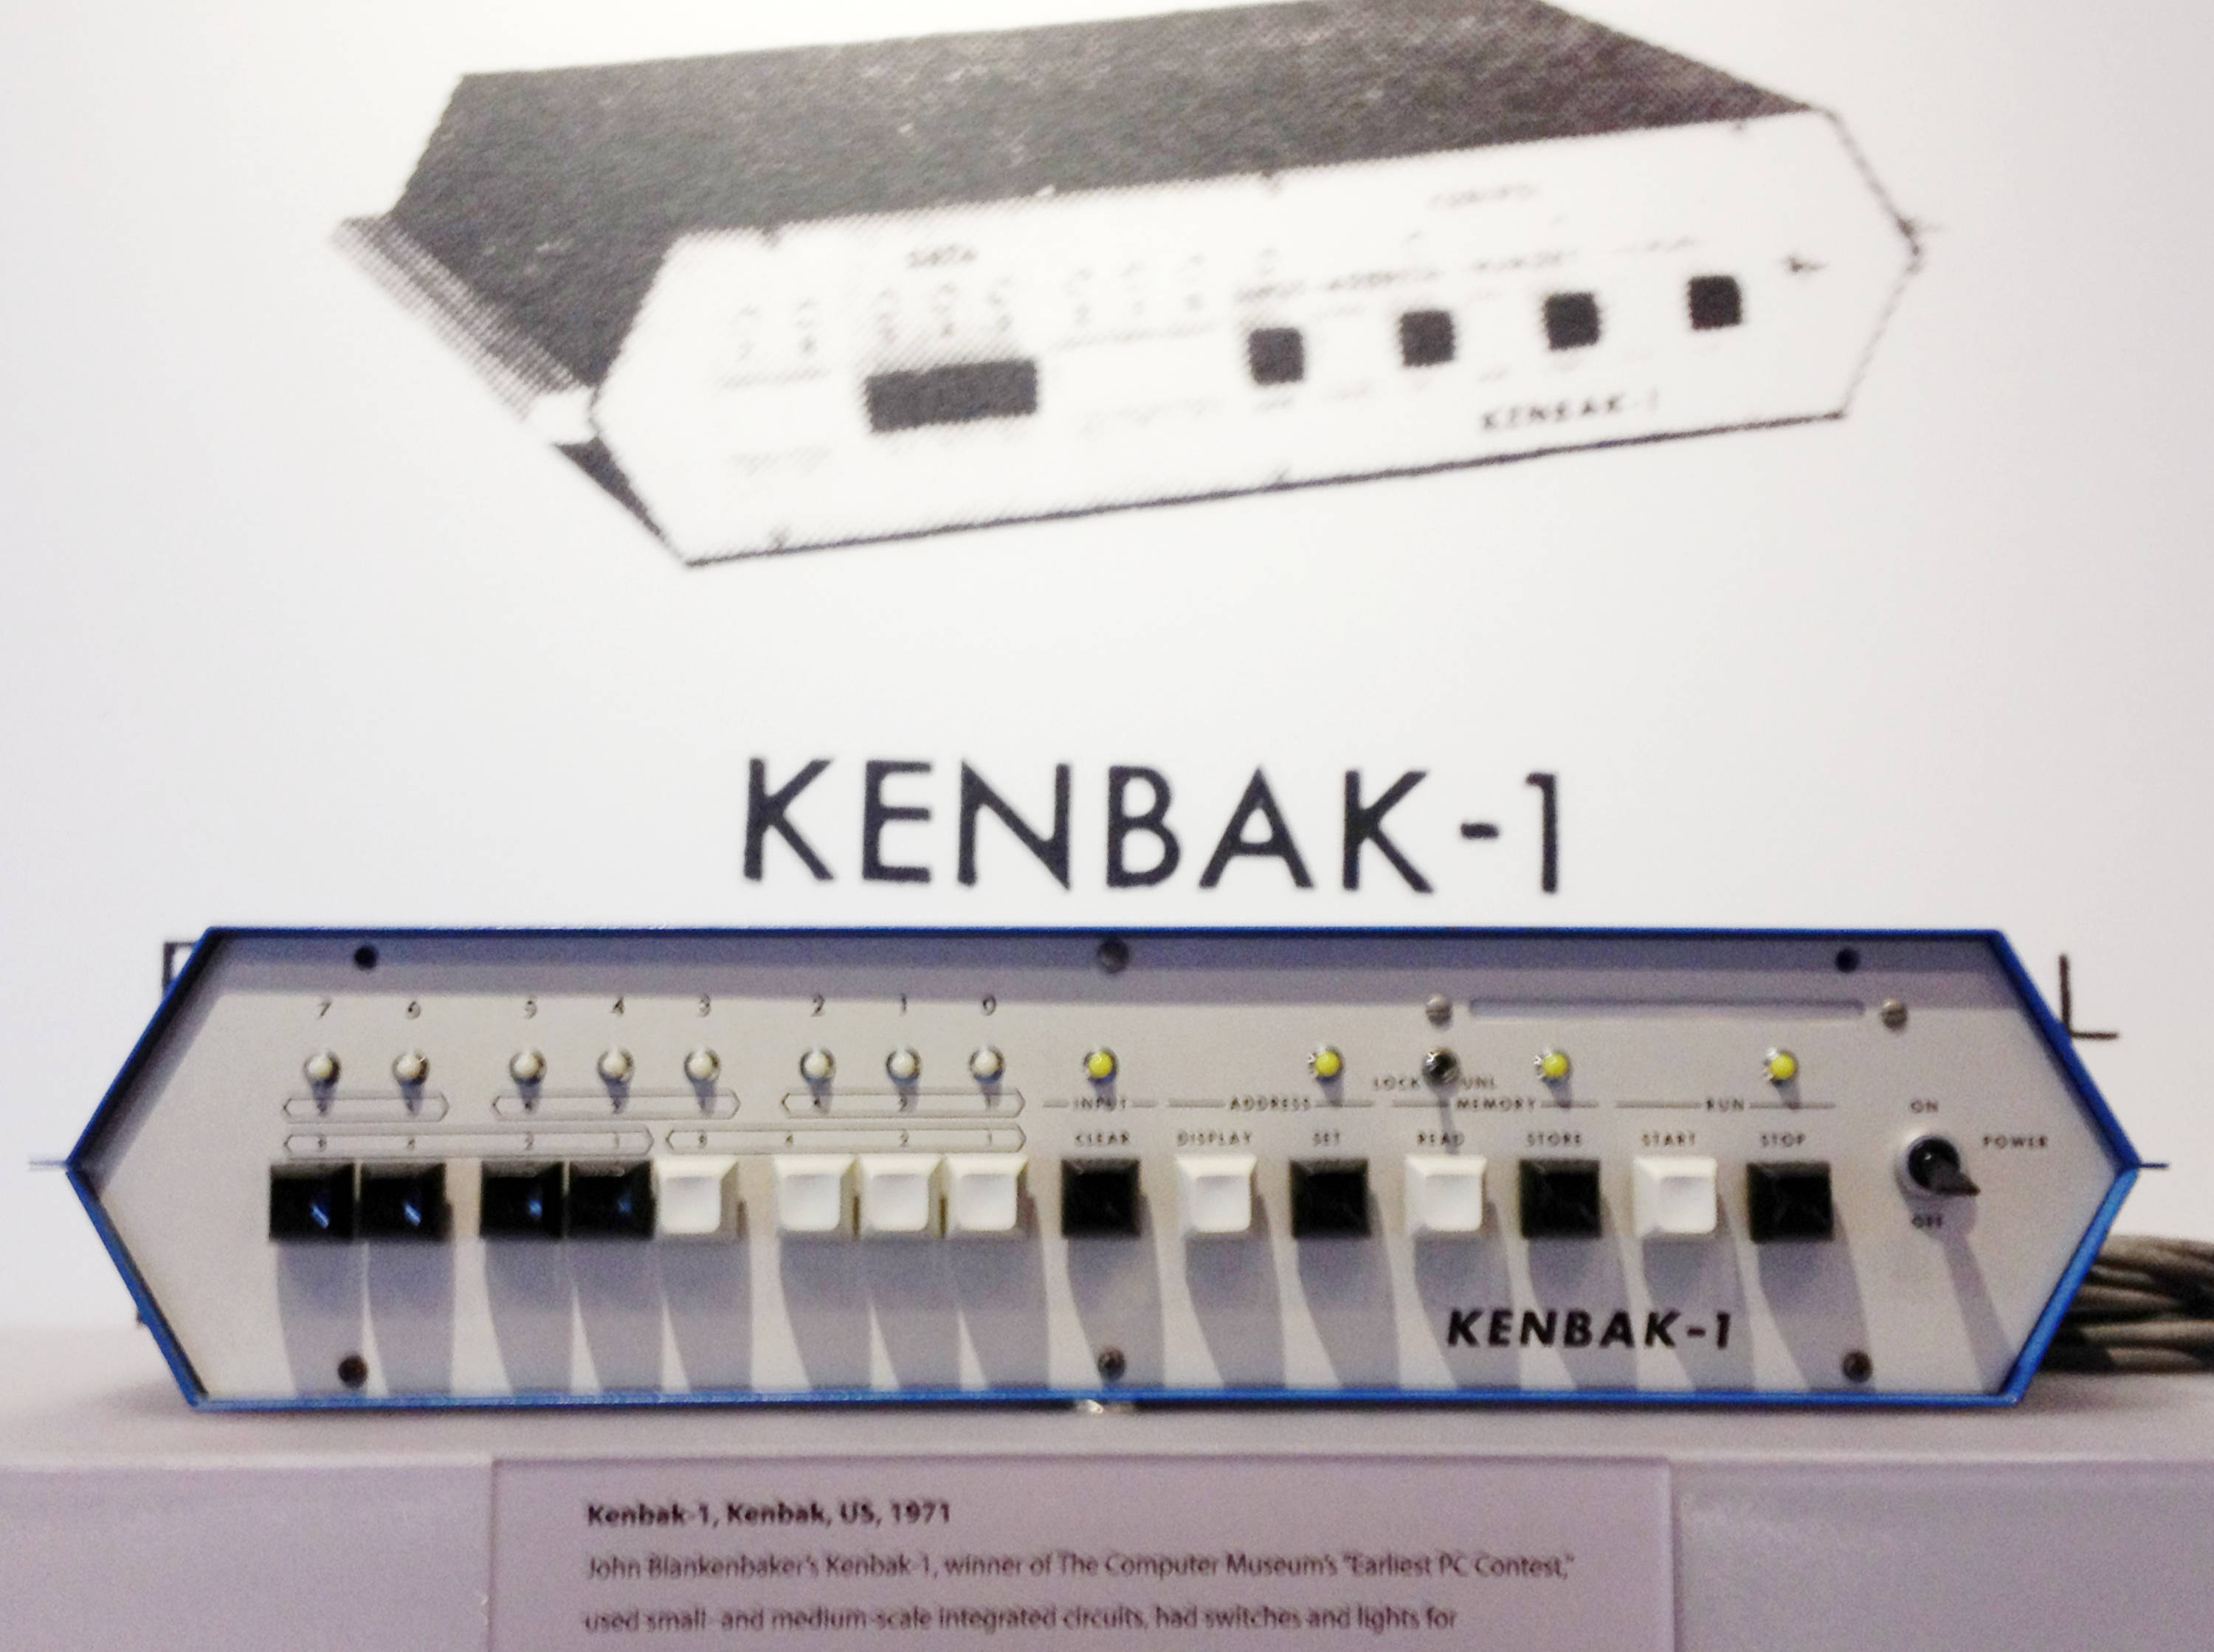 DATA
KENBAK-1
KENBAK-1
L
7 6 5 4 3 2 1 0
LOCK UNL
INPUT ADDRESS MEMORY RUN
ON
CLEAR DISPLAY SET READ STORE START STOP
POWER
OFF
KENBAK-1
Kenbak-1, Kenbak, US, 1971
John Blankenbaker's Kenbak-1, winner of The Computer Museum's "Earliest PC Contest,"
used small- and medium-scale integrated circuits, had switches and lights for